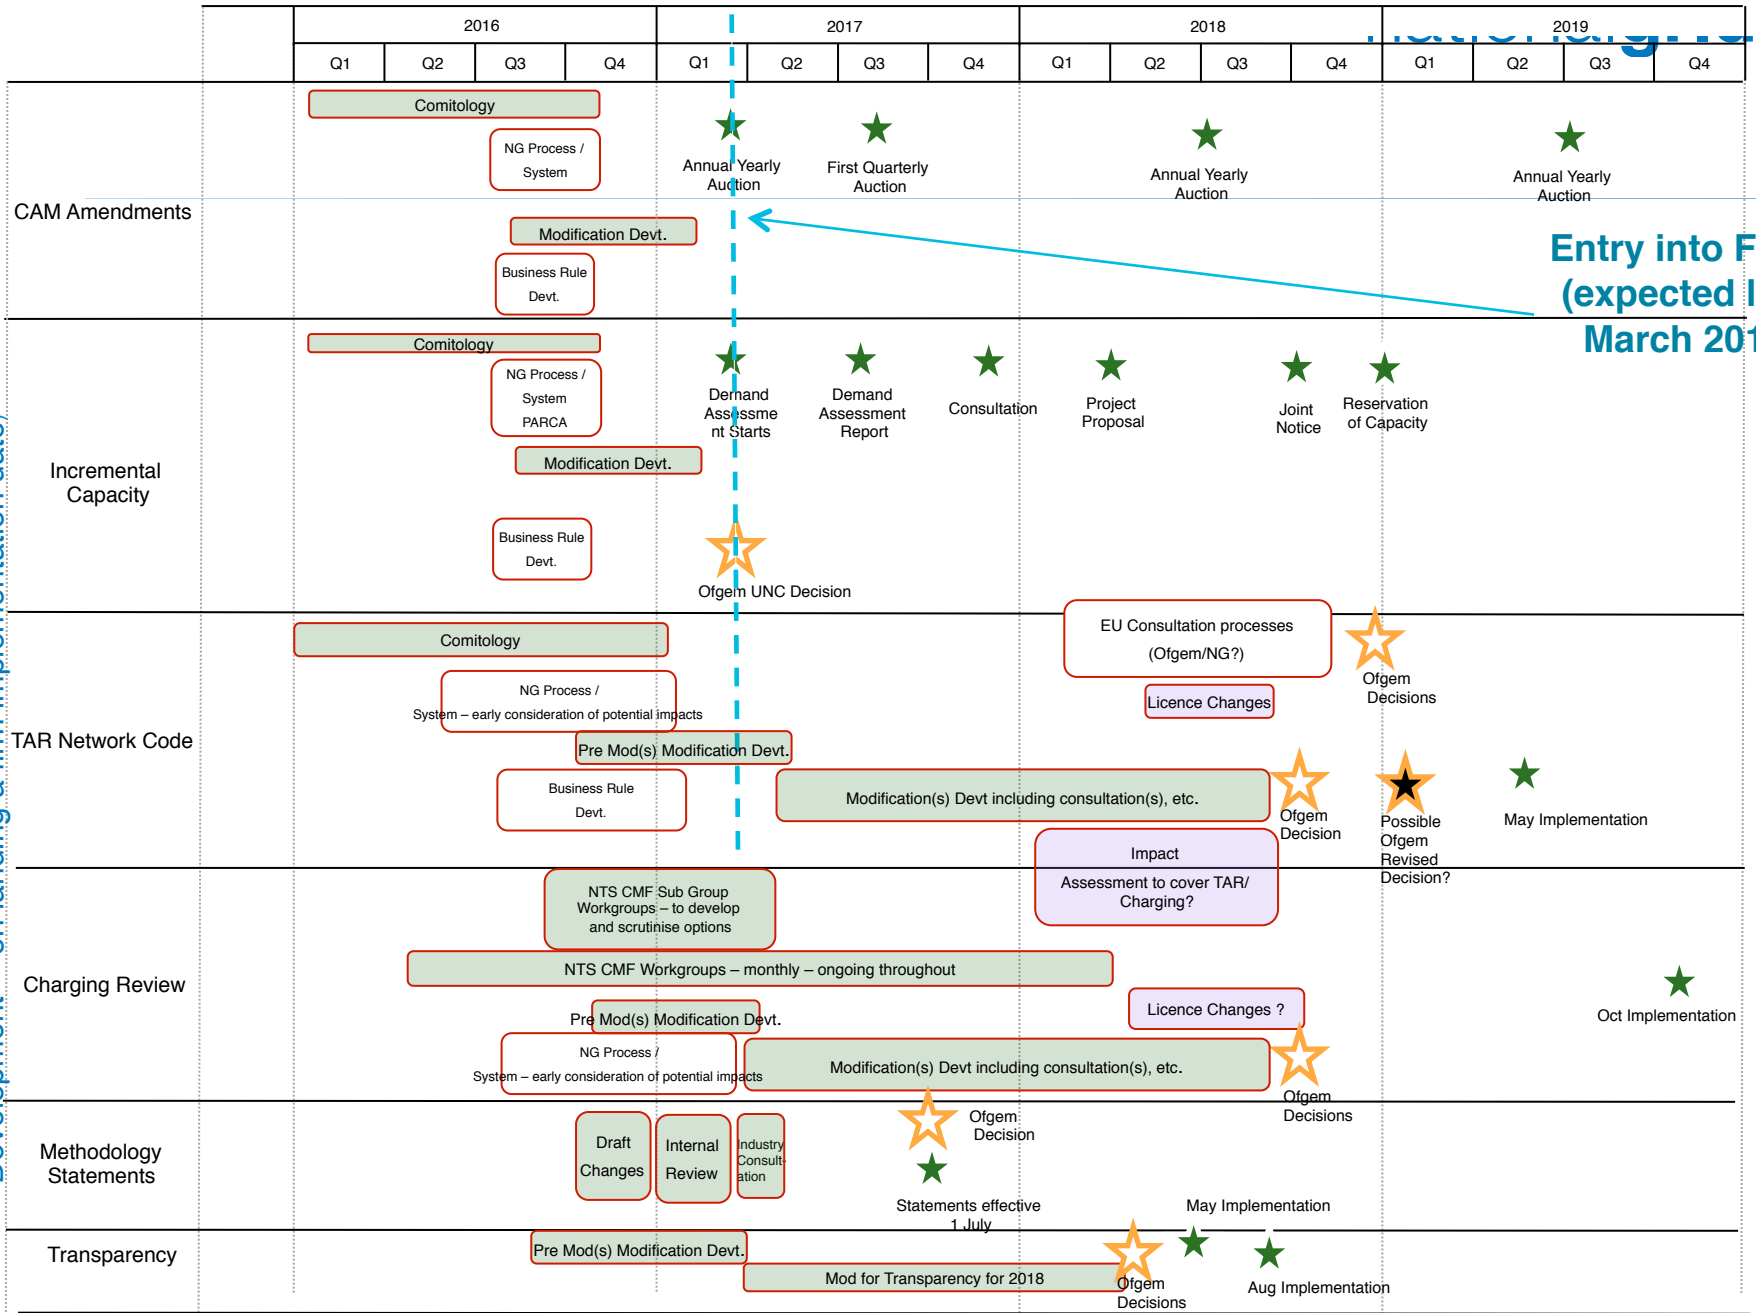 2016 2017 2018 2019
Q1 Q2 Q3 Q4 Q1 Q2 Q3 Q4 Q1 Q2 Q3 Q4 Q1 Q2 Q3 Q4
CAM Amendments
Comitology
NG Process /
System
Modification Devt.
Business Rule
Devt.
Annual Yearly
Auction
First Quarterly
Auction
Annual Yearly
Auction
Annual Yearly
Auction
Entry into
(expected
March
Incremental
Capacity
Comitology
NG Process /
System
PARCA
Modification Devt.
Business Rule
Devt.
Demand
Assessme
nt Starts
Demand
Assessment
Report
Consultation
Project
Proposal
Joint
Notice
Reservation
of Capacity
Ofgem UNC Decision
TAR Network Code
Comitology
NG Process /
System – early consideration of potential impacts
Pre Mod(s) Modification Devt.
Business Rule
Devt.
Modification(s) Devt including consultation(s), etc.
EU Consultation processes
(Ofgem/NG?)
Licence Changes
Ofgem
Decisions
Ofgem
Decision
Possible
Ofgem
Revised
Decision?
May Implementation
Impact
Assessment to cover TAR/
Charging?
Charging Review
NTS CMF Sub Group
Workgroups – to develop
and scrutinise options
NTS CMF Workgroups – monthly – ongoing throughout
Pre Mod(s) Modification Devt.
NG Process /
System – early consideration of potential impacts
Modification(s) Devt including consultation(s), etc.
Licence Changes ?
Ofgem
Decisions
Oct Implementation
Methodology
Statements
Draft
Changes
Internal
Review
Industry
Consult-
ation
Ofgem
Decision
Statements effective
1 July
Transparency
Pre Mod(s) Modification Devt.
Mod for Transparency for 2018
Ofgem
Decisions
May Implementation
Aug Implementation